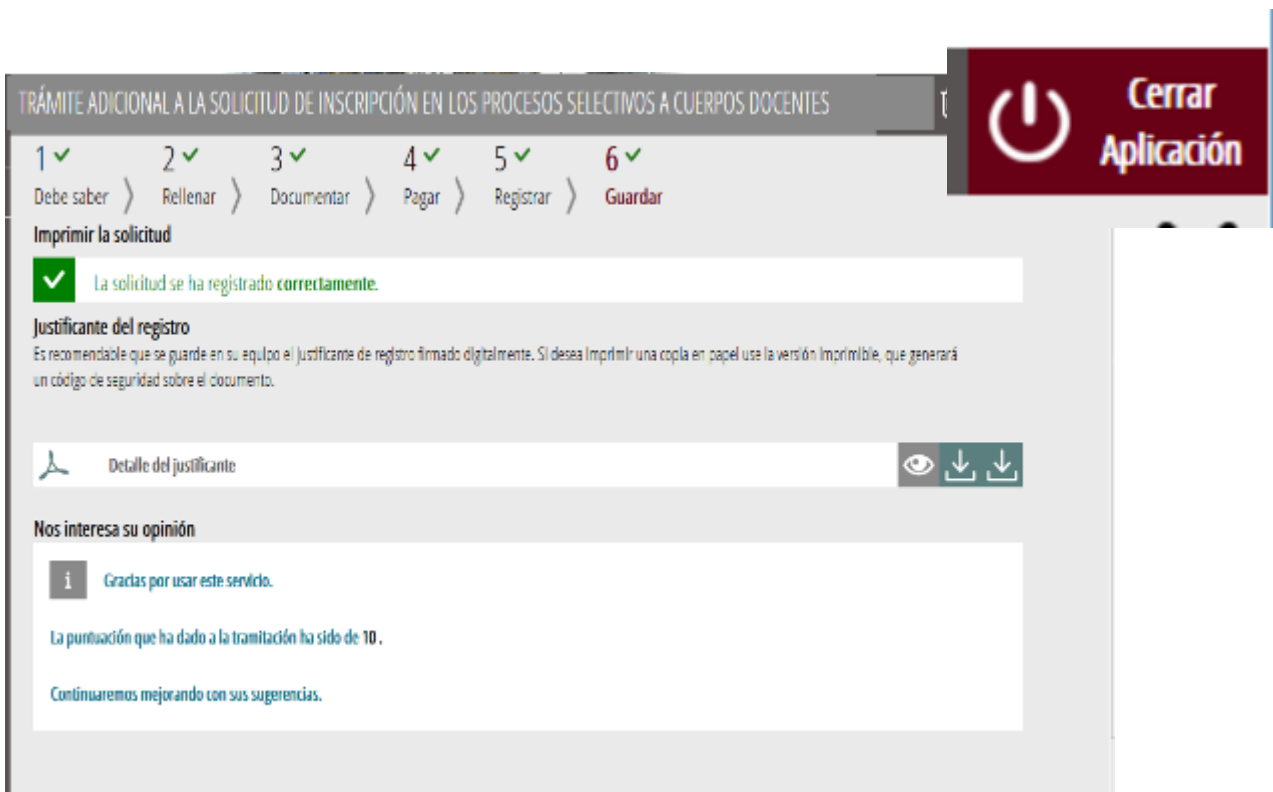 TRÁMITE ADICIONAL A LA SOLICITUD DE INSCRIPCIÓN EN LOS PROCESOS SELECTIVOS A CUERPOS DOCENTES
Cerrar
Aplicación
1 2 3 4 5 6
Debe saber Rellenar Documentar Pagar Registrar Guardar
Imprimir la solicitud
La solicitud se ha registrado correctamente.
Justificante del registro
Es recomendable que se guarde en su equipo el justificante de registro firmado digitalmente. Si desea imprimir una copia en papel use la versión imprimible, que generará
un código de seguridad sobre el documento.
Detalle del justificante
Nos interesa su opinión
i Gracias por usar este servicio.
La puntuación que ha dado a la tramitación ha sido de 10 .
Continuaremos mejorando con sus sugerencias.